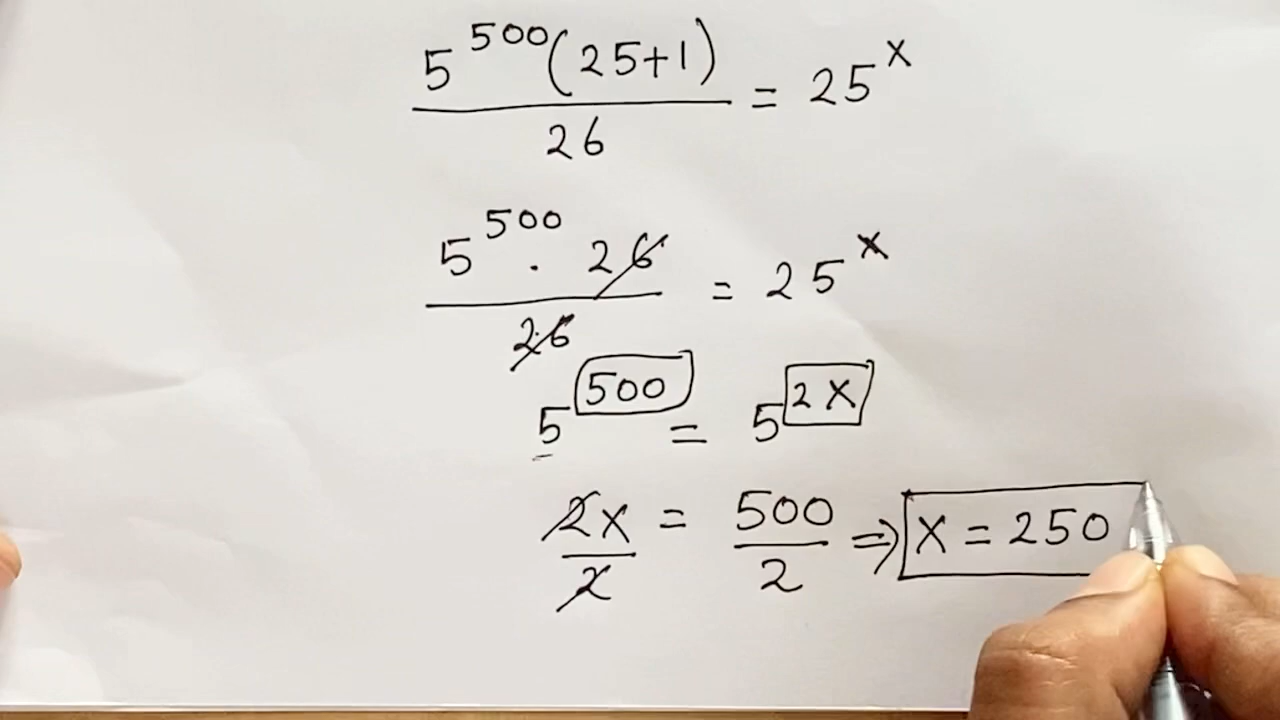 5^500(25+1)/26 = 25^x
5^500 · 26/26 = 25^x
5^500 = 5^2x
2x/2 = 500/2 ⇒ x = 250